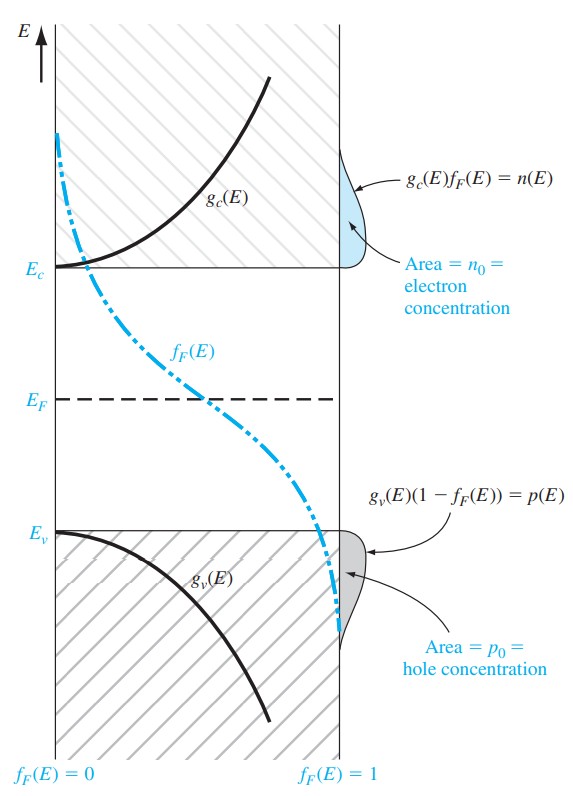 E
g_c(E)f_F(E) = n(E)
g_c(E)
E_c
Area = n_0 =
electron
concentration
f_F(E)
E_F
g_v(E)(1 − f_F(E)) = p(E)
E_v
g_v(E)
Area = p_0 =
hole concentration
f_F(E) = 0
f_F(E) = 1